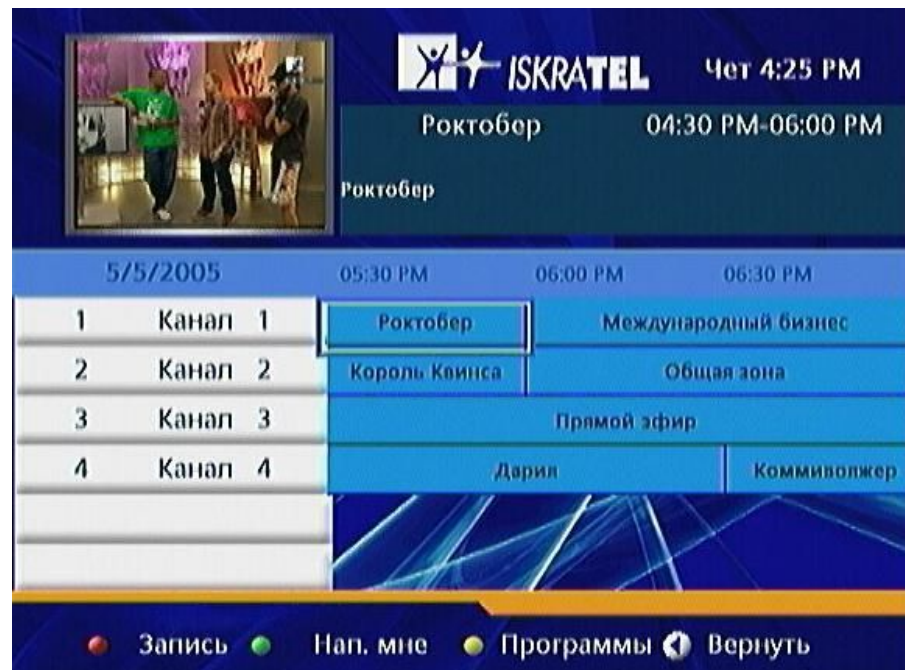 ISKRATEL
Чет 4:25 PM
Роктобер 04:30 PM-06:00 PM
Роктобер
5/5/2005 05:30 PM 06:00 PM 06:30 PM
1 Канал 1 Роктобер Международный бизнес
2 Канал 2 Король Квинса Общая зона
3 Канал 3 Прямой эфир
4 Канал 4 Дарил Коммиволжер
Запись Нап. мне Программы Вернуть